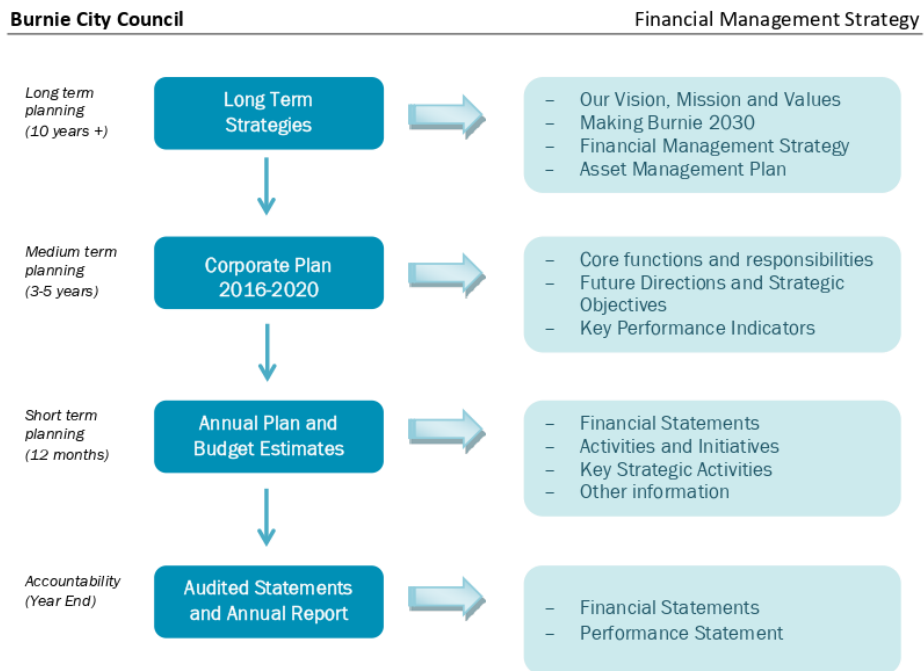 Burnie City Council
Financial Management Strategy
Long term
planning
(10 years +)
Long Term
Strategies
– Our Vision, Mission and Values
– Making Burnie 2030
– Financial Management Strategy
– Asset Management Plan
Medium term
planning
(3-5 years)
Corporate Plan
2016-2020
– Core functions and responsibilities
– Future Directions and Strategic
Objectives
– Key Performance Indicators
Short term
planning
(12 months)
Annual Plan and
Budget Estimates
– Financial Statements
– Activities and Initiatives
– Key Strategic Activities
– Other information
Accountability
(Year End)
Audited Statements
and Annual Report
– Financial Statements
– Performance Statement